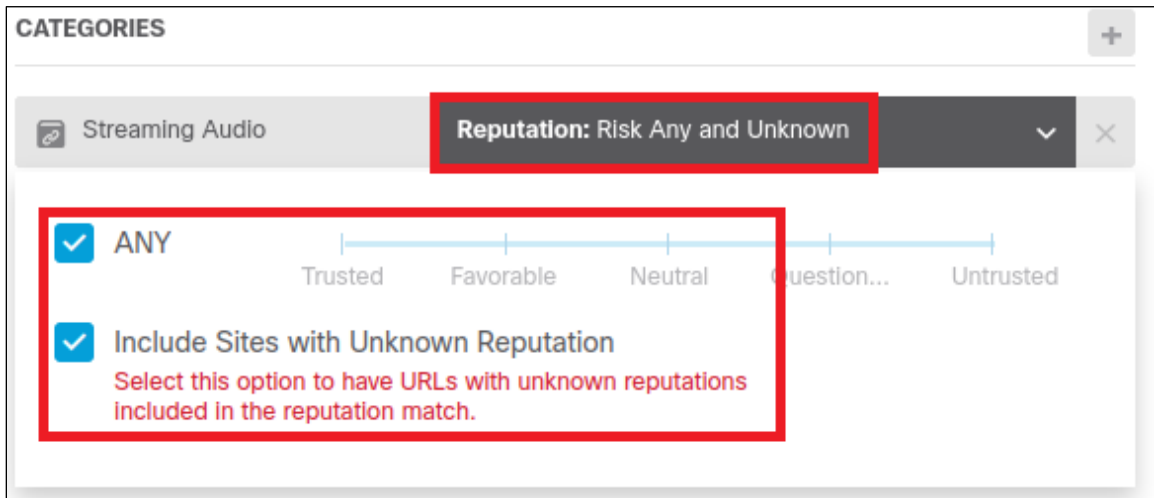 CATEGORIES
Streaming Audio
Reputation: Risk Any and Unknown
ANY
Trusted Favorable Neutral Question... Untrusted
Include Sites with Unknown Reputation
Select this option to have URLs with unknown reputations
included in the reputation match.